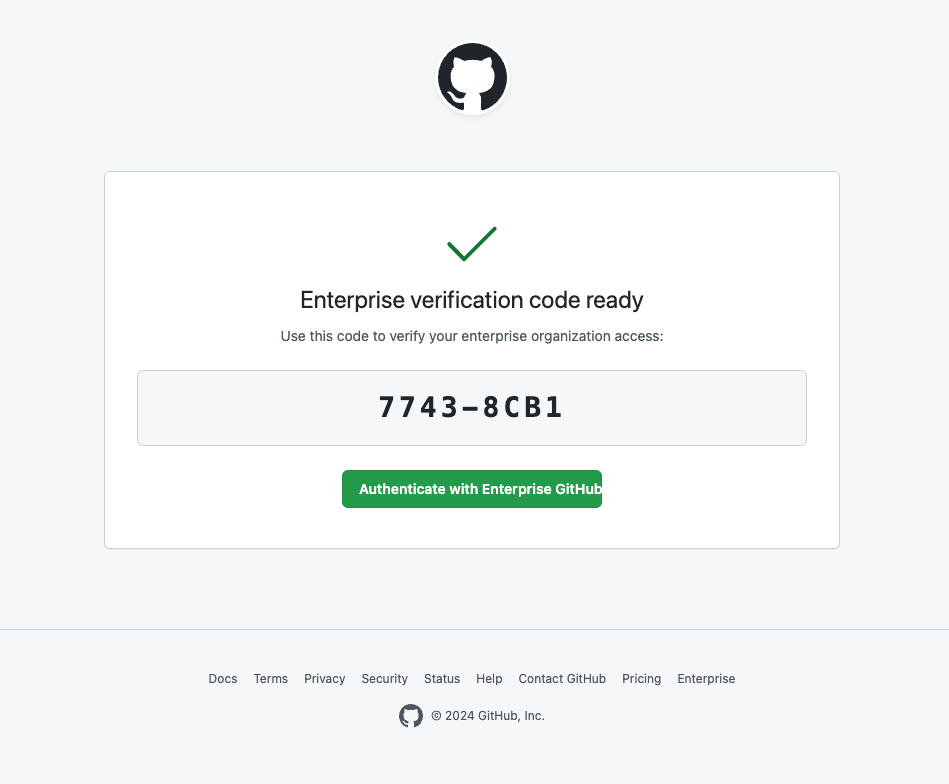 Enterprise verification code ready
Use this code to verify your enterprise organization access:
7743-8CB1
Authenticate with Enterprise GitHub
Docs Terms Privacy Security Status Help Contact GitHub Pricing Enterprise
© 2024 GitHub, Inc.